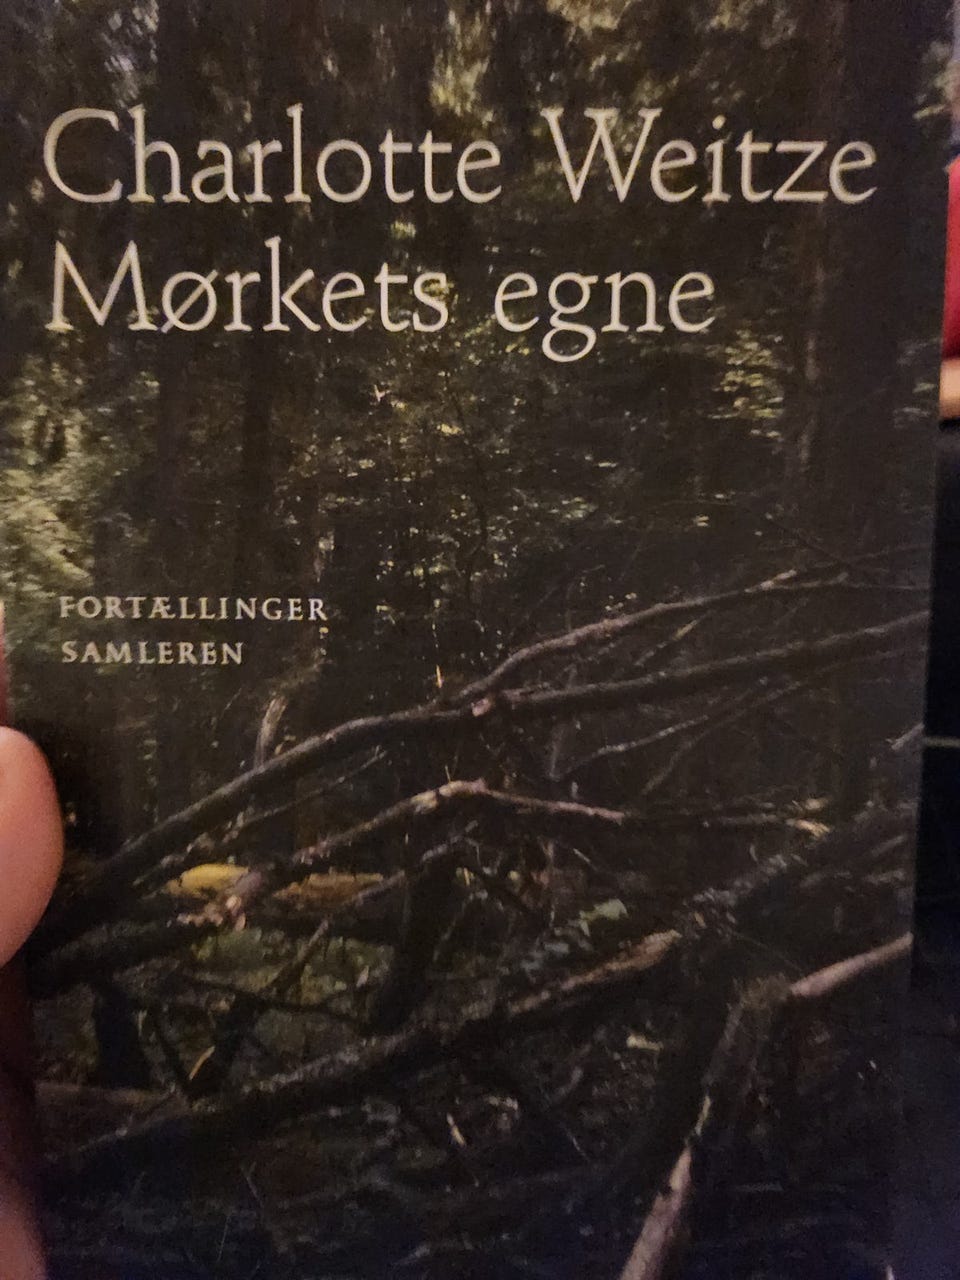 Charlotte Weitze
Mørkets egne
FORTÆLLINGER
SAMLEREN